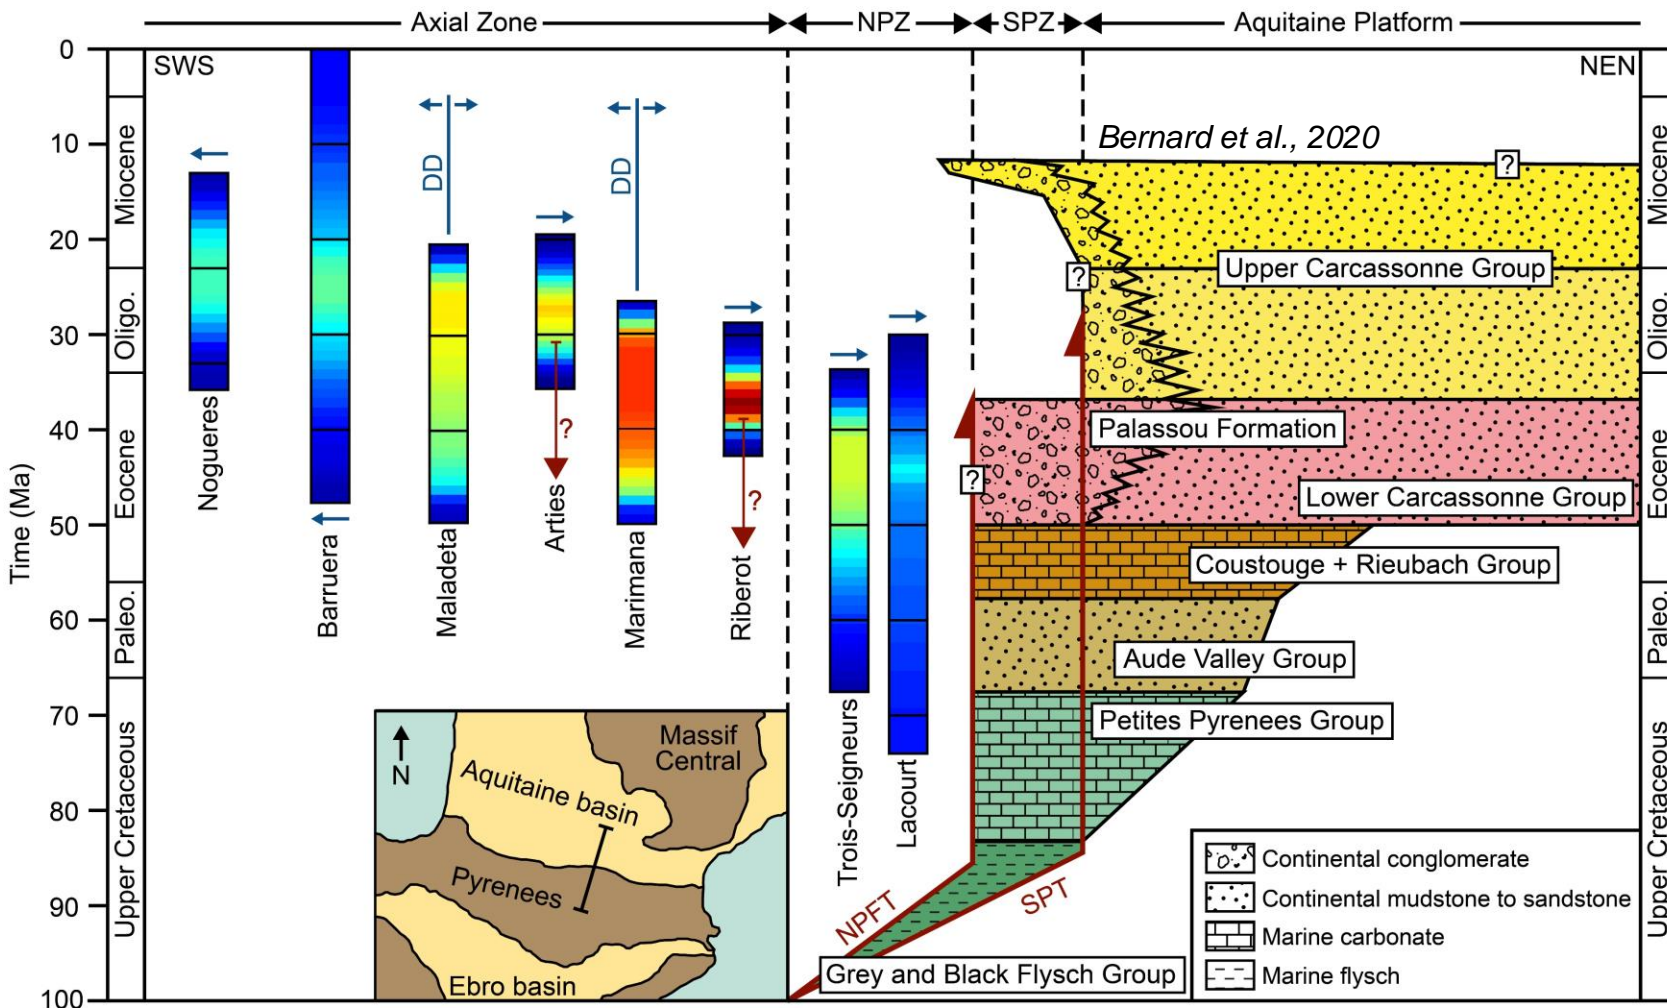 Axial Zone
NPZ
SPZ
Aquitaine Platform
SWS
NEN
Time (Ma)
0
10
20
30
40
50
60
70
80
90
100
Miocene
Oligo.
Eocene
Paleo.
Upper Cretaceous
Nogueres
Barruera
Maladeta
DD
Arties
?
Marimana
DD
Riberot
?
Trois-Seigneurs
Lacourt
Bernard et al., 2020
?
Upper Carcassonne Group
?
Palassou Formation
?
Lower Carcassonne Group
Coustouge + Rieubach Group
Aude Valley Group
Petites Pyrenees Group
NPFT
SPT
Grey and Black Flysch Group
N
Massif
Central
Aquitaine basin
Pyrenees
Ebro basin
Continental conglomerate
Continental mudstone to sandstone
Marine carbonate
Marine flysch
Miocene
Oligo.
Eocene
Paleo.
Upper Cretaceous